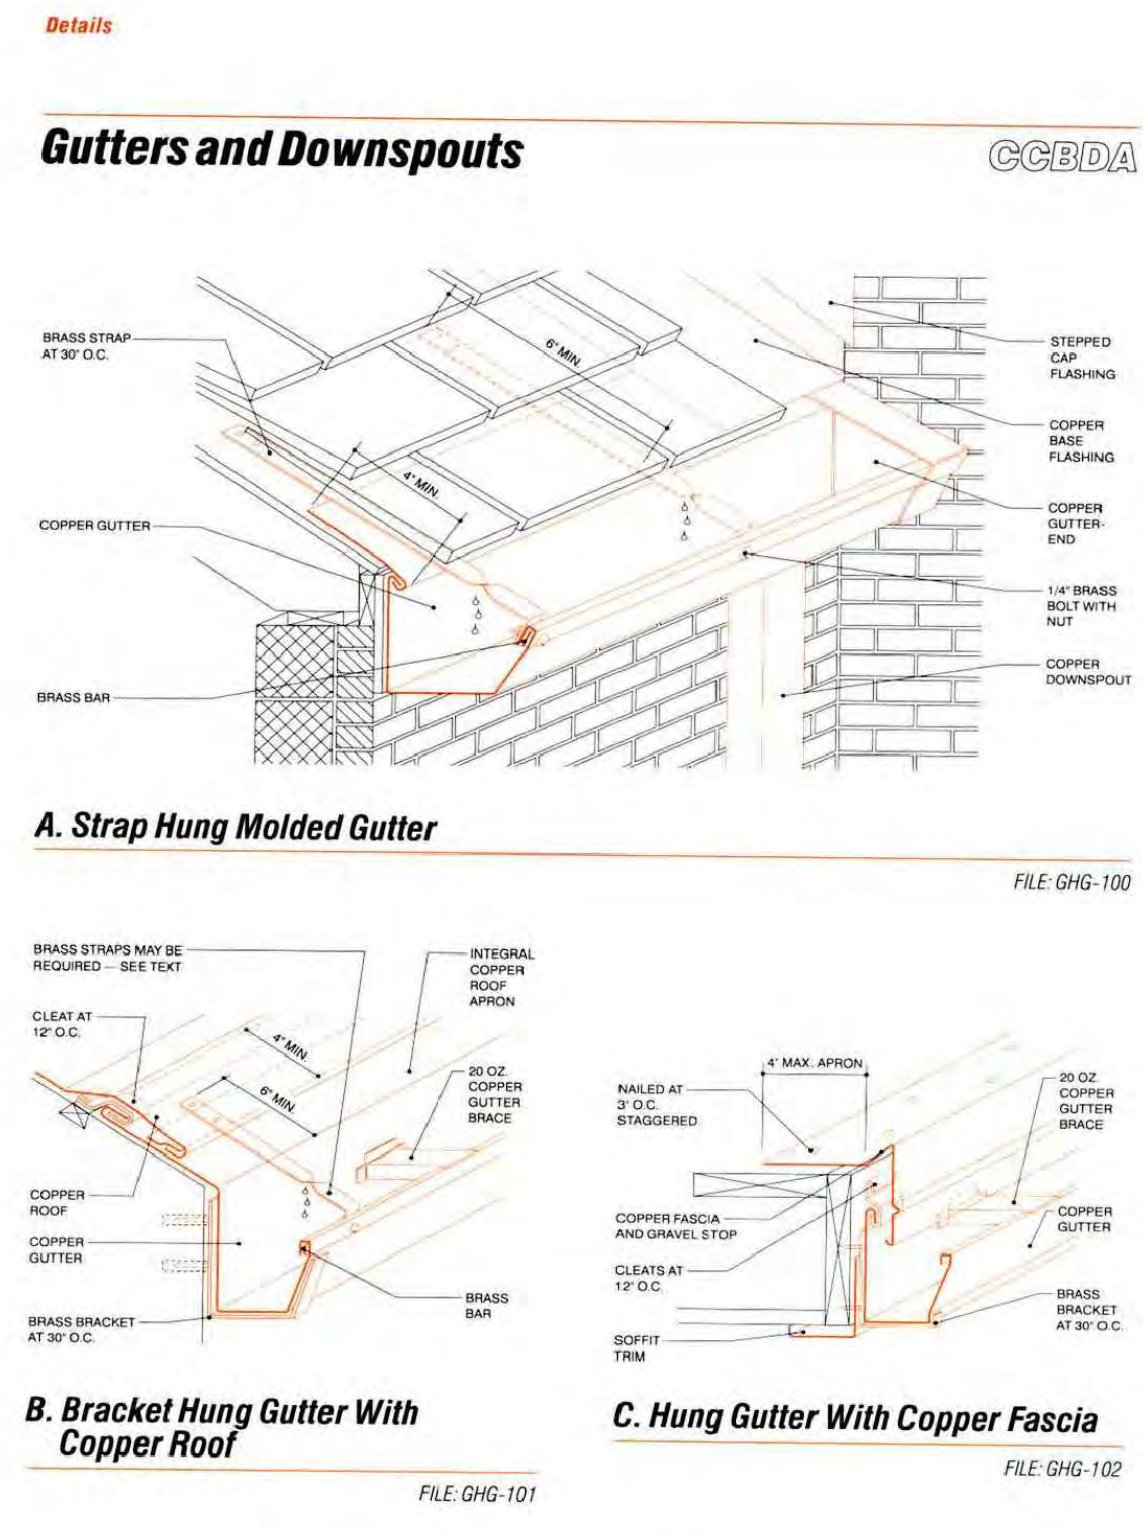 Details
Gutters and Downspouts
CCBDA
BRASS STRAP
AT 30" O.C.
6" MIN.
4" MIN.
COPPER GUTTER
BRASS BAR
STEPPED
CAP
FLASHING
COPPER
BASE
FLASHING
COPPER
GUTTER-
END
1/4" BRASS
BOLT WITH
NUT
COPPER
DOWNSPOUT
A. Strap Hung Molded Gutter
FILE: GHG-100
BRASS STRAPS MAY BE
REQUIRED — SEE TEXT
CLEAT AT
12" O.C.
4" MIN.
6" MIN.
INTEGRAL
COPPER
ROOF
APRON
20 OZ.
COPPER
GUTTER
BRACE
COPPER
ROOF
COPPER
GUTTER
BRASS BRACKET
AT 30" O.C.
BRASS
BAR
B. Bracket Hung Gutter With
Copper Roof
FILE: GHG-101
4" MAX. APRON
NAILED AT
3" O.C.
STAGGERED
COPPER FASCIA
AND GRAVEL STOP
CLEATS AT
12" O.C.
SOFFIT
TRIM
20 OZ.
COPPER
GUTTER
BRACE
COPPER
GUTTER
BRASS
BRACKET
AT 30" O.C.
C. Hung Gutter With Copper Fascia
FILE: GHG-102